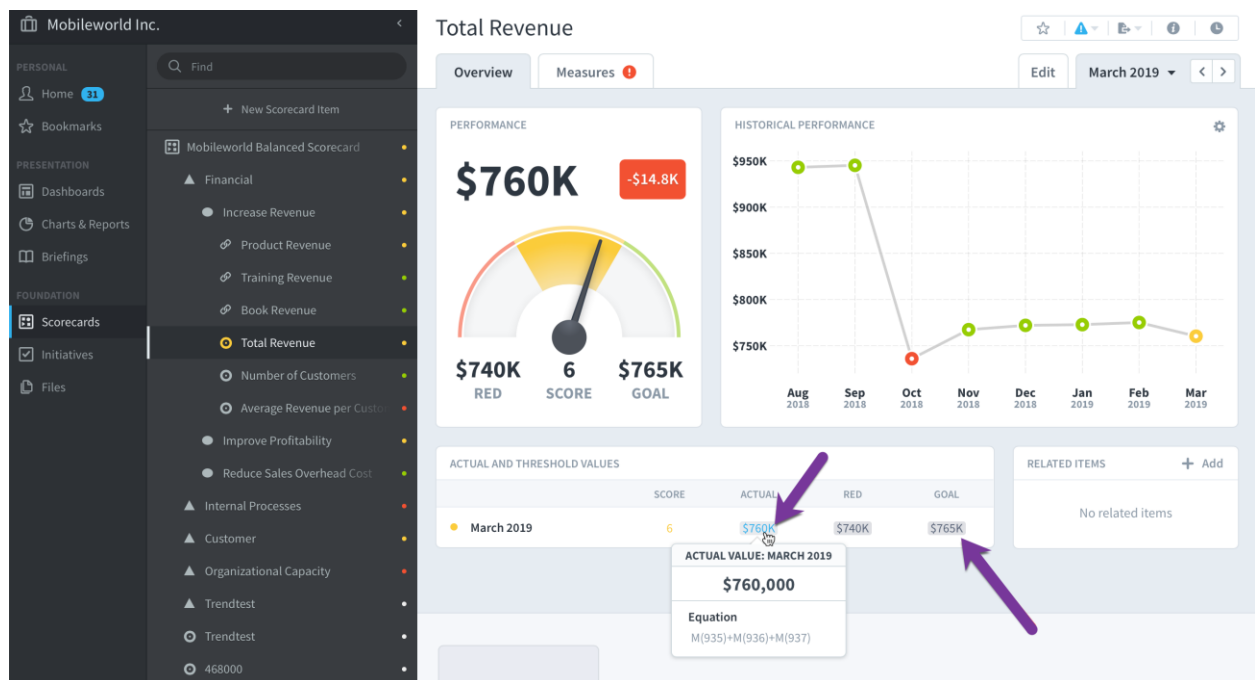 Mobileworld Inc.
PERSONAL
Home 31
Bookmarks
PRESENTATION
Dashboards
Charts & Reports
Briefings
FOUNDATION
Scorecards
Initiatives
Files
Find
+ New Scorecard Item
Mobileworld Balanced Scorecard
Financial
Increase Revenue
Product Revenue
Training Revenue
Book Revenue
Total Revenue
Number of Customers
Average Revenue per Custo
Improve Profitability
Reduce Sales Overhead Cost
Internal Processes
Customer
Organizational Capacity
Trendtest
Trendtest
468000
Total Revenue
Overview
Measures
Edit
March 2019
PERFORMANCE
$760K
-$14.8K
$740K 6 $765K
RED SCORE GOAL
HISTORICAL PERFORMANCE
$950K
$900K
$850K
$800K
$750K
Aug Sep Oct Nov Dec Jan Feb Mar
2018 2018 2018 2018 2018 2019 2019 2019
ACTUAL AND THRESHOLD VALUES
SCORE ACTUAL RED GOAL
March 2019 6 $760K $740K $765K
ACTUAL VALUE: MARCH 2019
$760,000
Equation
M(935)+M(936)+M(937)
RELATED ITEMS + Add
No related items